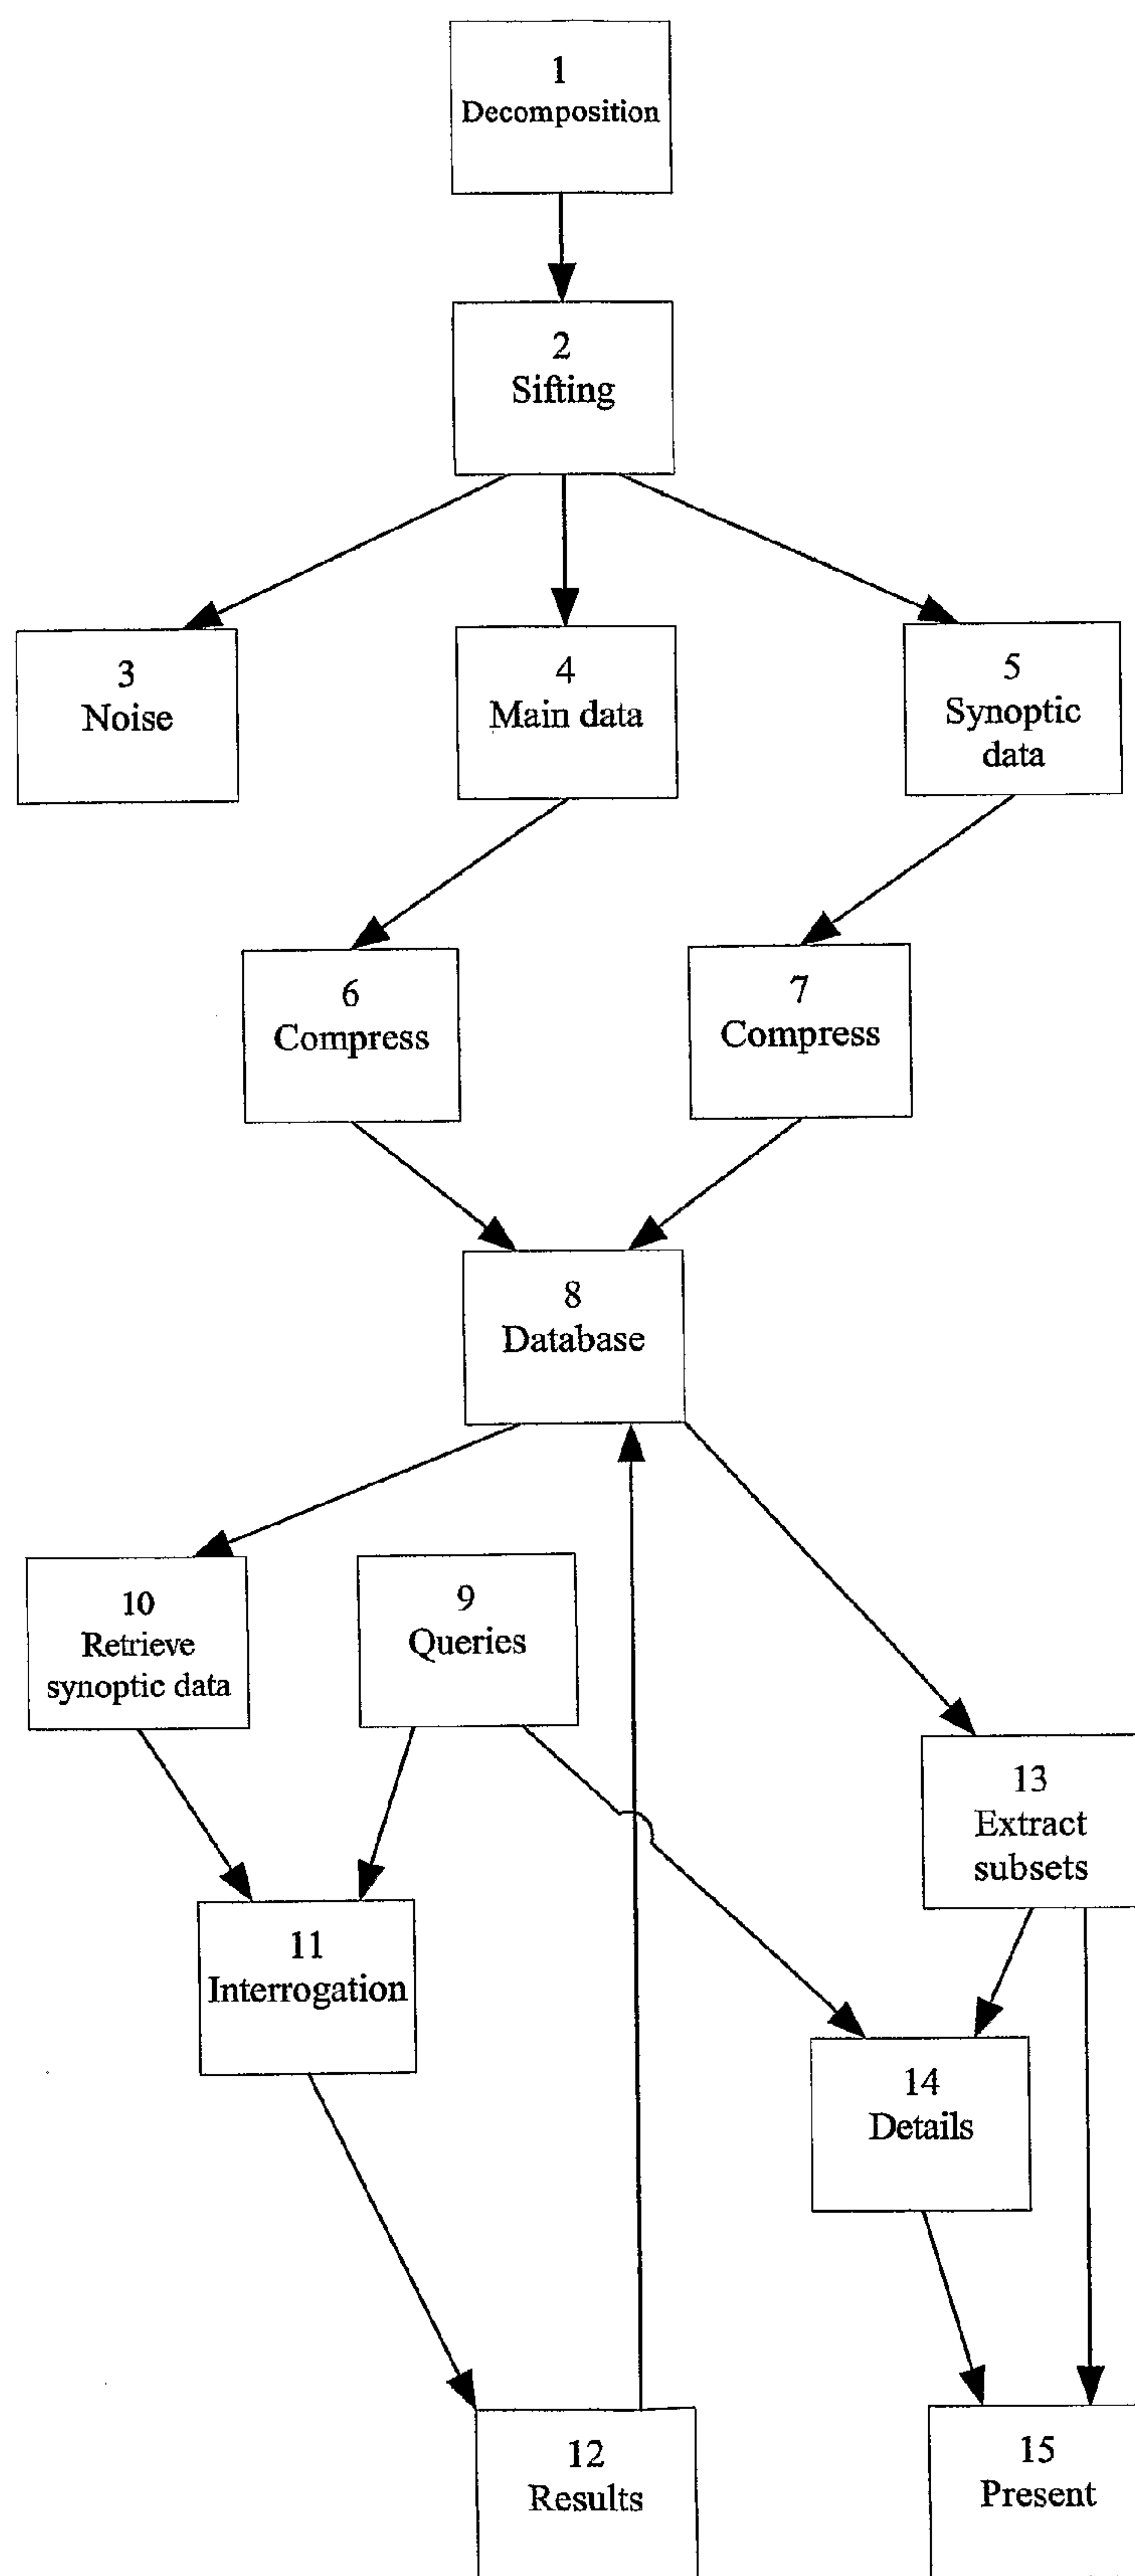 1
Decomposition
2
Sifting
3
Noise
4
Main data
5
Synoptic
data
6
Compress
7
Compress
8
Database
10
Retrieve
synoptic data
9
Queries
13
Extract
subsets
11
Interrogation
14
Details
12
Results
15
Present